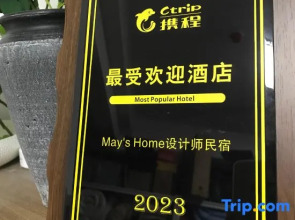 Ctrip
携程
最受欢迎酒店
Most Popular Hotel
May's Home设计师民宿
2023
Trip.com